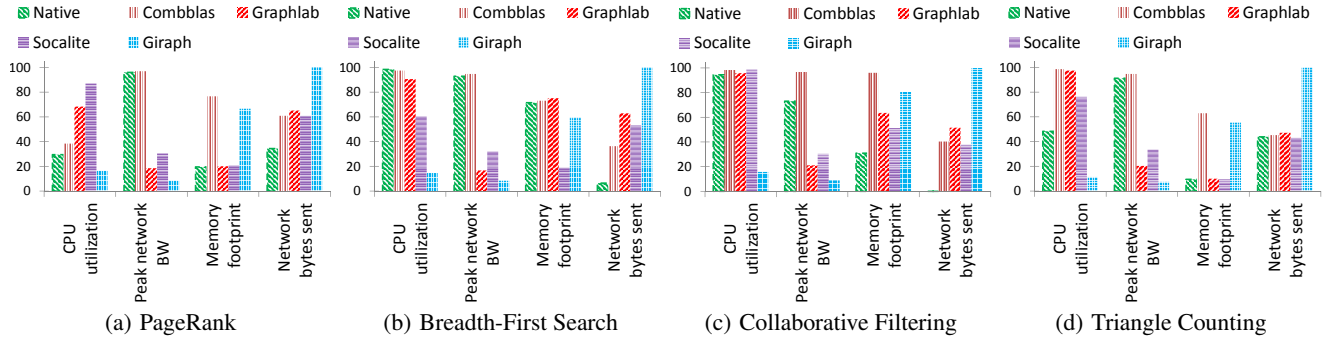 Native Combblas Graphlab
Socalite Giraph
100
80
60
40
20
0
CPU utilization
Peak network BW
Memory footprint
Network bytes sent
(a) PageRank
Native Combblas Graphlab
Socalite Giraph
100
80
60
40
20
0
CPU utilization
Peak network BW
Memory footprint
Network bytes sent
(b) Breadth-First Search
Native Combblas Graphlab
Socalite Giraph
100
80
60
40
20
0
CPU utilization
Peak network BW
Memory footprint
Network bytes sent
(c) Collaborative Filtering
Native Combblas Graphlab
Socalite Giraph
100
80
60
40
20
0
CPU utilization
Peak network BW
Memory footprint
Network bytes sent
(d) Triangle Counting